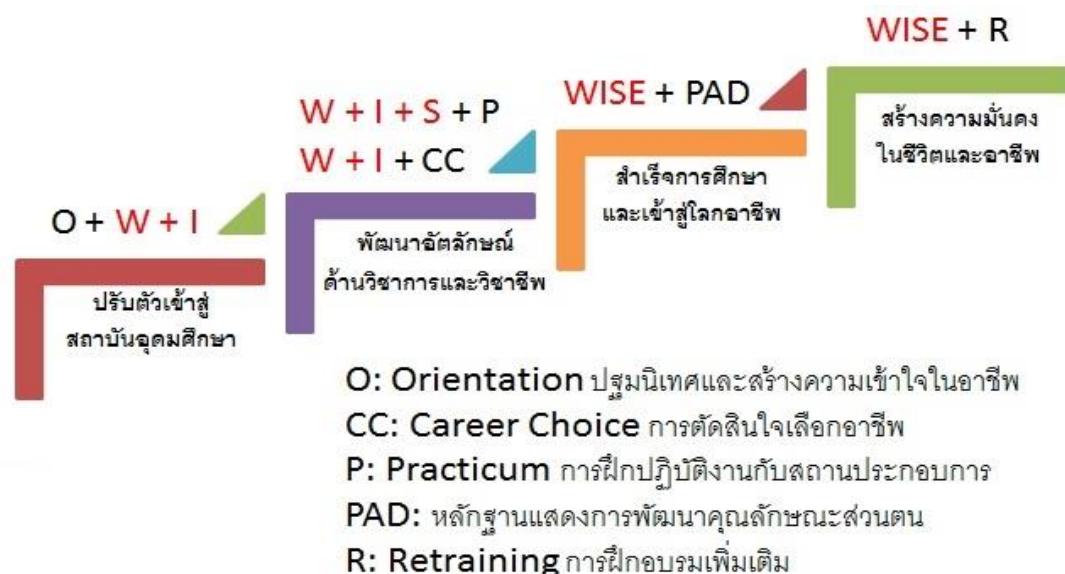 WISE + R
สร้างความมั่นคง
ในชีวิตและอาชีพ
WISE + PAD
สำเร็จการศึกษา
และเข้าสู่โลกอาชีพ
W + I + S + P
W + I + CC
พัฒนาอัตลักษณ์
ด้านวิชาการและวิชาชีพ
O + W + I
ปรับตัวเข้าสู่
สถาบันอุดมศึกษา
O: Orientation ปฐมนิเทศและสร้างความเข้าใจในอาชีพ
CC: Career Choice การตัดสินใจเลือกอาชีพ
P: Practicum การฝึกปฏิบัติงานกับสถานประกอบการ
PAD: หลักฐานแสดงการพัฒนาคุณลักษณะส่วนตน
R: Retraining การฝึกอบรมเพิ่มเติม